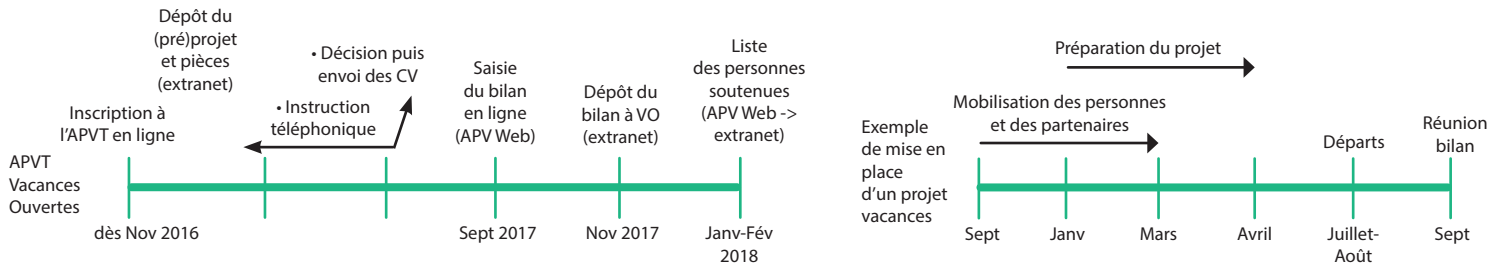 Dépôt du
(pré)projet
et pièces
(extranet)
• Décision puis
envoi des CV
• Instruction
téléphonique
Inscription à
l’APVT en ligne
Saisie
du bilan
en ligne
(APV Web)
Dépôt du
bilan à VO
(extranet)
Liste
des personnes
soutenues
(APV Web ->
extranet)
APVT
Vacances
Ouvertes
dès Nov 2016
Sept 2017
Nov 2017
Janv-Fév
2018
Préparation du projet
Mobilisation des personnes
et des partenaires
Exemple
de mise en
place
d’un projet
vacances
Départs
Réunion
bilan
Sept
Janv
Mars
Avril
Juillet-
Août
Sept